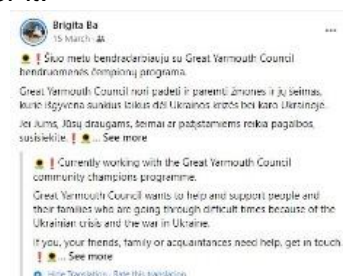 Brigita Ba
15 March ·
Šiuo metu bendradarbiauju su Great Yarmouth Council
bendruomenės čempionų programa.
Great Yarmouth Council nori padėti ir paremti žmones ir jų šeimas,
kurie išgyvena sunkius laikus dėl Ukrainos krizės bei karo Ukrainoje.
Jei Jums, Jūsų draugams, šeimai ar pažįstamiems reikia pagalbos,
susisiekite. ❗ ... See more
❗ Currently working with the Great Yarmouth Council
community champions programme.
Great Yarmouth Council wants to help and support people and
their families who are going through difficult times because of the
Ukrainian crisis and the war in Ukraine.
If you, your friends, family or acquaintances need help, get in touch.
❗ ... See more
Hide Translation · Rate this translation